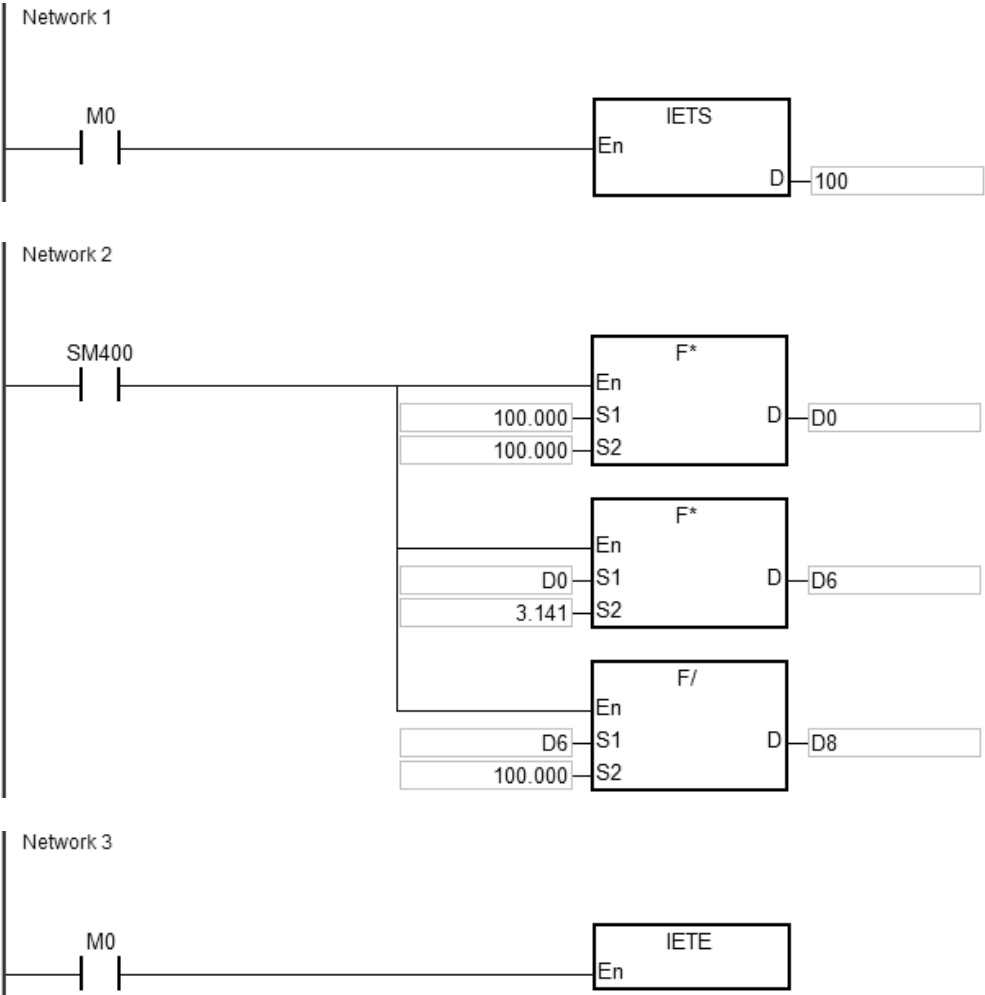 Network 1
M0
IETS
En
D 100
Network 2
SM400
F*
En
100.000 S1 D D0
100.000 S2
F*
En
D0 S1 D D6
3.141 S2
F/
En
D6 S1 D D8
100.000 S2
Network 3
M0
IETE
En